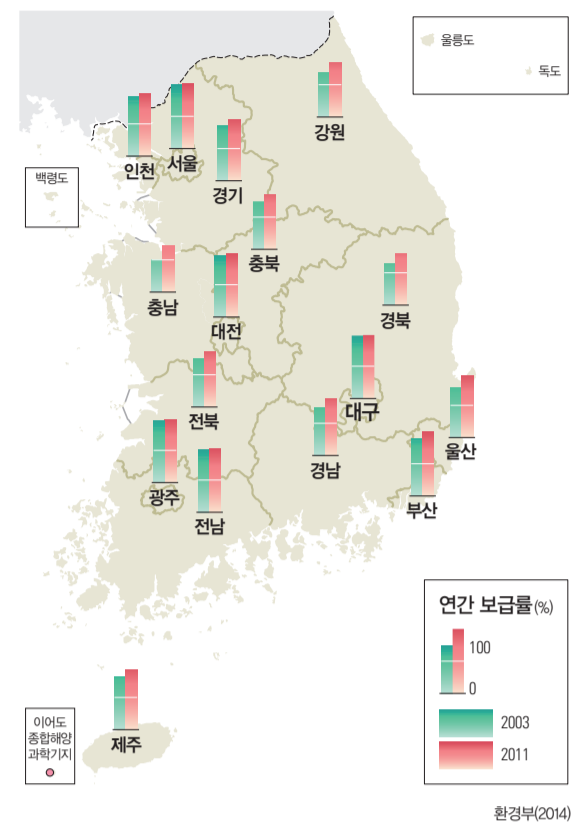 울릉도
독도
강원
인천
서울
백령도
경기
충북
충남
경북
대전
대구
전북
울산
경남
광주
부산
전남
연간 보급률(%)
100
0
2003
2011
이어도
종합해양
과학기지
제주
환경부(2014)